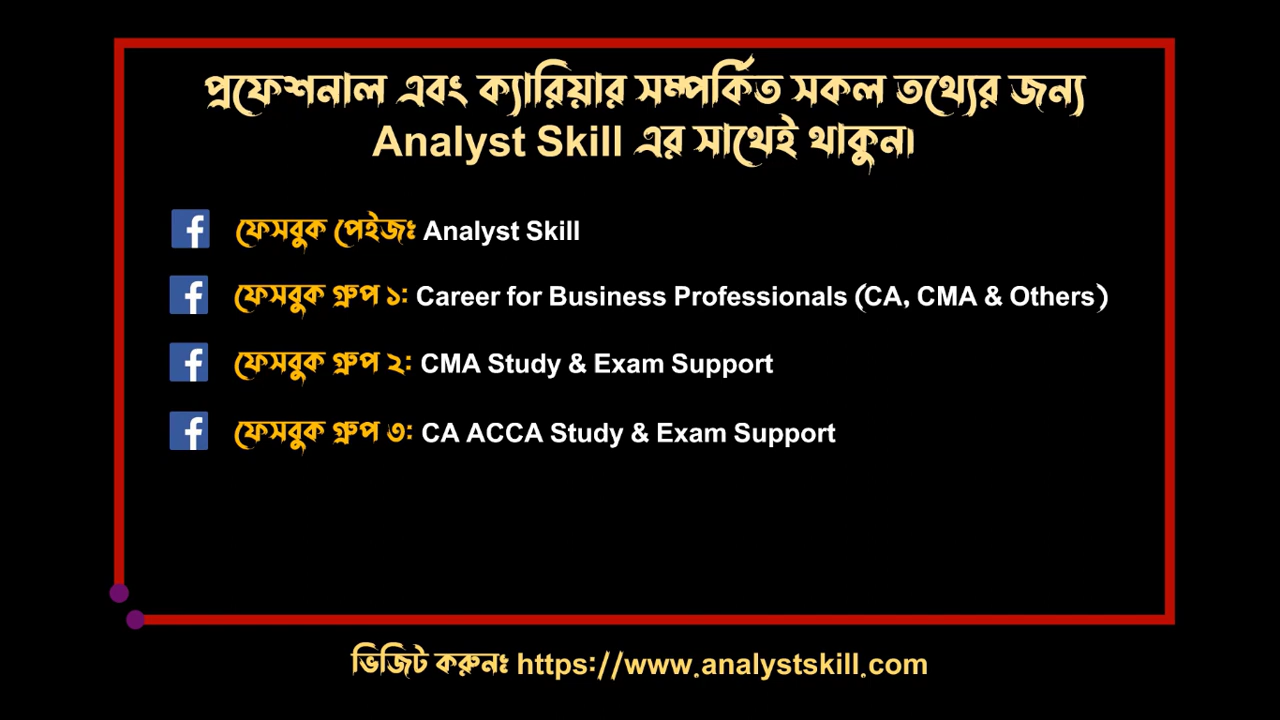 প্রফেশনাল এবং ক্যারিয়ার সম্পর্কিত সকল তথ্যের জন্য
Analyst Skill এর সাথেই থাকুন।
ফেসবুক পেইজঃ Analyst Skill
ফেসবুক গ্রুপ ১: Career for Business Professionals (CA, CMA & Others)
ফেসবুক গ্রুপ ২: CMA Study & Exam Support
ফেসবুক গ্রুপ ৩: CA ACCA Study & Exam Support
ভিজিট করুনঃ https://www.analystskill.com